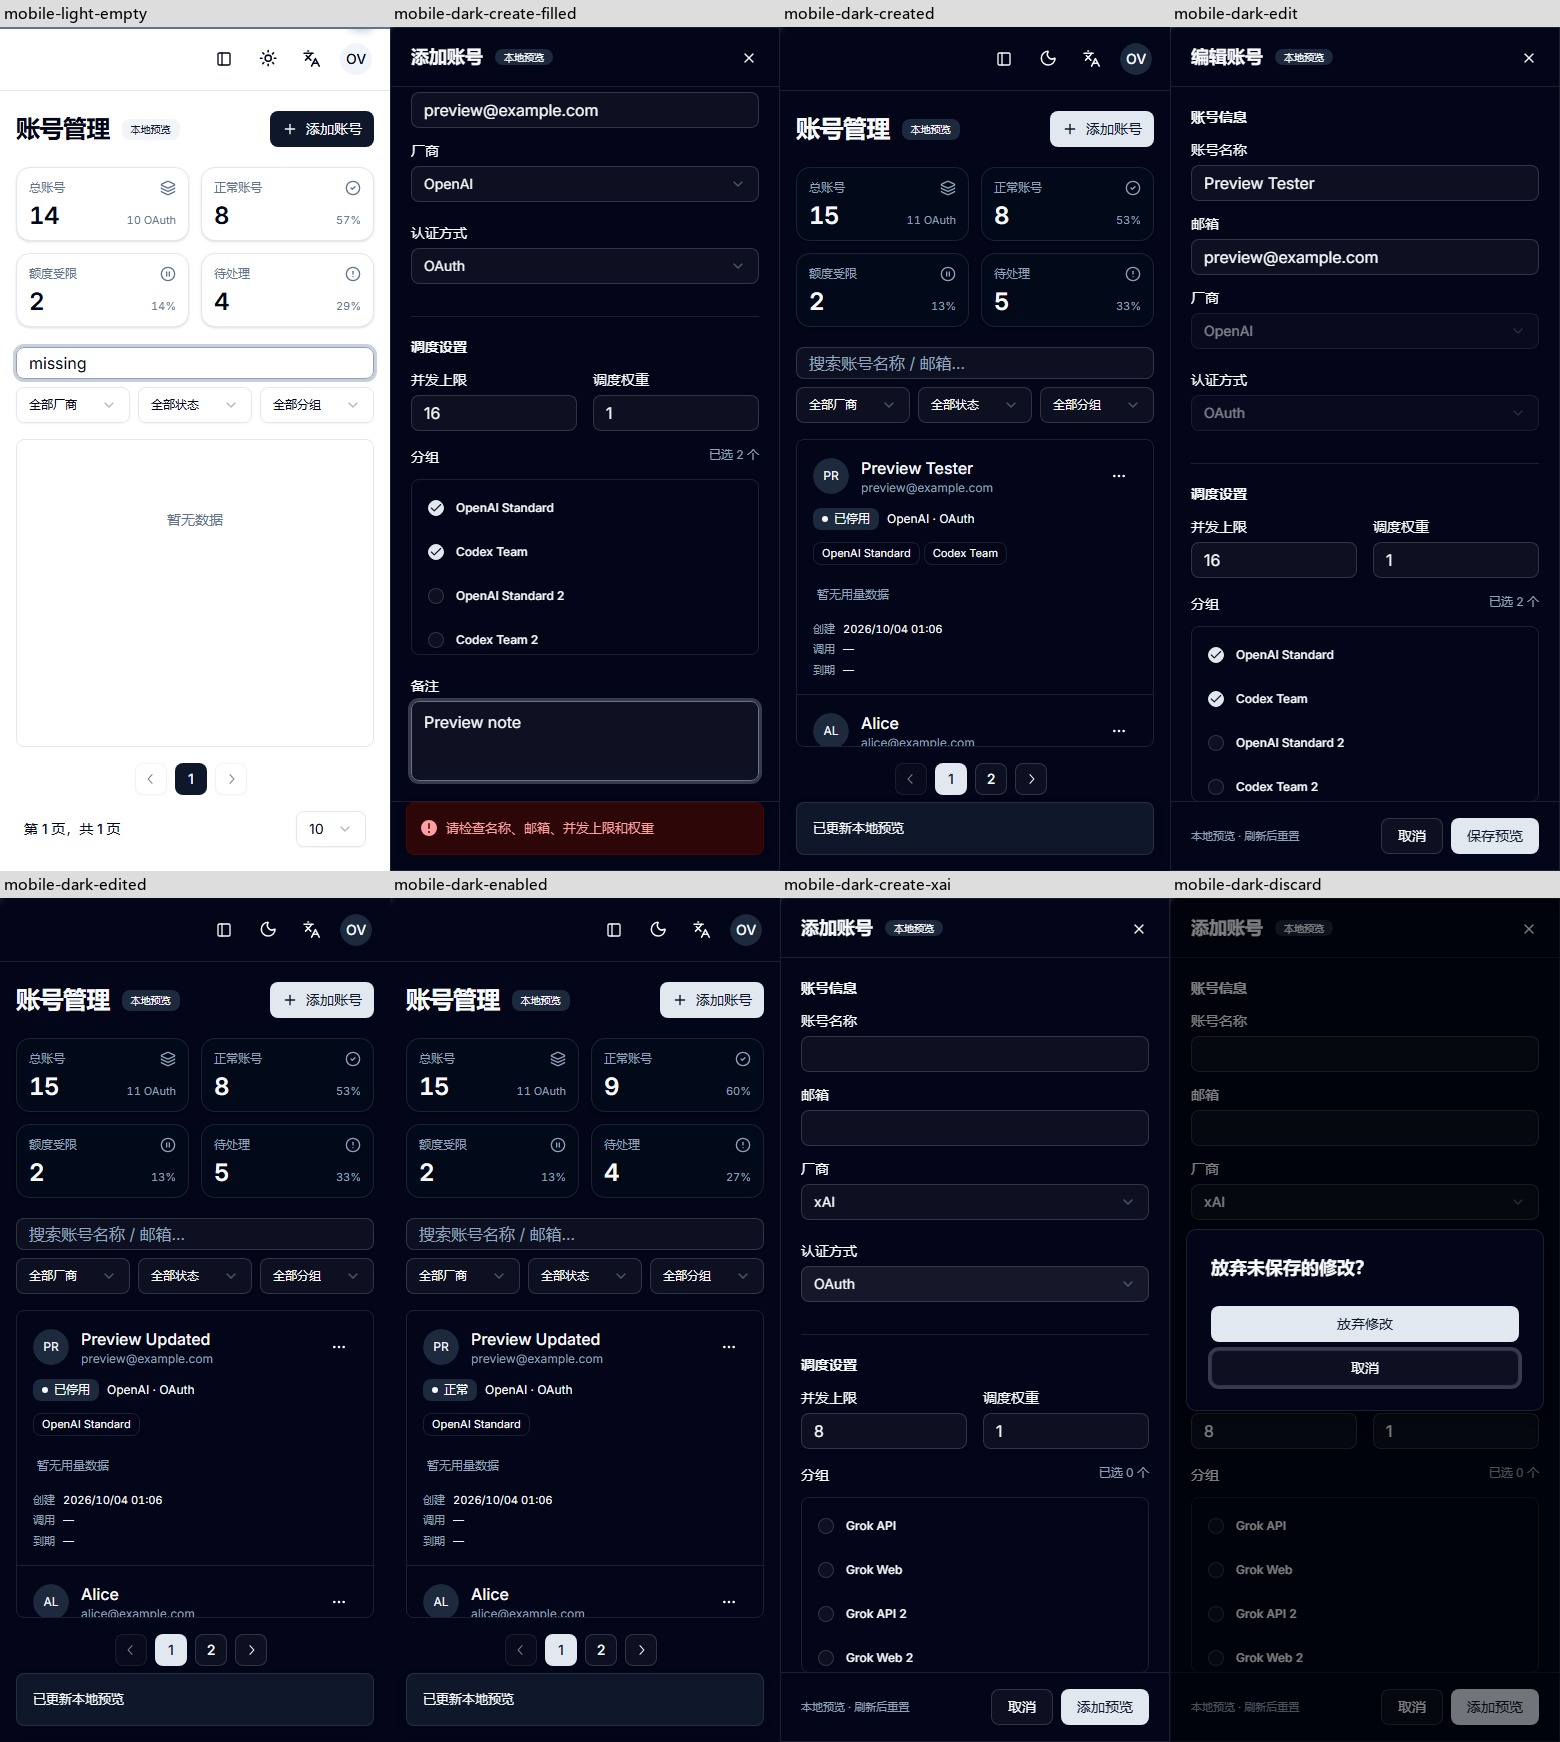 mobile-light-empty
OV
账号管理 本地预览 添加账号
总账号
14 10 OAuth
正常账号
8 57%
额度受限
2 14%
待处理
4 29%
missing
全部厂商 全部状态 全部分组
暂无数据
1
第 1 页，共 1 页 10
mobile-dark-create-filled
添加账号 本地预览
preview@example.com
厂商
OpenAI
认证方式
OAuth
调度设置
并发上限 调度权重
16 1
分组 已选 2 个
OpenAI Standard
Codex Team
OpenAI Standard 2
Codex Team 2
备注
Preview note
请检查名称、邮箱、并发上限和权重
mobile-dark-created
OV
账号管理 本地预览 添加账号
总账号
15 11 OAuth
正常账号
8 53%
额度受限
2 13%
待处理
5 33%
搜索账号名称 / 邮箱...
全部厂商 全部状态 全部分组
PR Preview Tester
preview@example.com
已停用 OpenAI · OAuth
OpenAI Standard Codex Team
暂无用量数据
创建 2026/10/04 01:06
调用 —
到期 —
AL Alice
alice@example.com
1 2
已更新本地预览
mobile-dark-edit
编辑账号 本地预览
账号信息
账号名称
Preview Tester
邮箱
preview@example.com
厂商
OpenAI
认证方式
OAuth
调度设置
并发上限 调度权重
16 1
分组 已选 2 个
OpenAI Standard
Codex Team
OpenAI Standard 2
Codex Team 2
本地预览 · 刷新后重置 取消 保存预览
mobile-dark-edited
OV
账号管理 本地预览 添加账号
总账号
15 11 OAuth
正常账号
8 53%
额度受限
2 13%
待处理
5 33%
搜索账号名称 / 邮箱...
全部厂商 全部状态 全部分组
PR Preview Updated
preview@example.com
已停用 OpenAI · OAuth
OpenAI Standard
暂无用量数据
创建 2026/10/04 01:06
调用 —
到期 —
AL Alice
alice@example.com
1 2
已更新本地预览
mobile-dark-enabled
OV
账号管理 本地预览 添加账号
总账号
15 11 OAuth
正常账号
9 60%
额度受限
2 13%
待处理
4 27%
搜索账号名称 / 邮箱...
全部厂商 全部状态 全部分组
PR Preview Updated
preview@example.com
正常 OpenAI · OAuth
OpenAI Standard
暂无用量数据
创建 2026/10/04 01:06
调用 —
到期 —
AL Alice
alice@example.com
1 2
已更新本地预览
mobile-dark-create-xai
添加账号 本地预览
账号信息
账号名称
邮箱
厂商
xAI
认证方式
OAuth
调度设置
并发上限 调度权重
8 1
分组 已选 0 个
Grok API
Grok Web
Grok API 2
Grok Web 2
本地预览 · 刷新后重置 取消 添加预览
mobile-dark-discard
添加账号 本地预览
账号信息
账号名称
邮箱
厂商
xAI
放弃未保存的修改?
放弃修改
取消
8 1
分组 已选 0 个
Grok API
Grok Web
Grok API 2
Grok Web 2
本地预览 · 刷新后重置 取消 添加预览